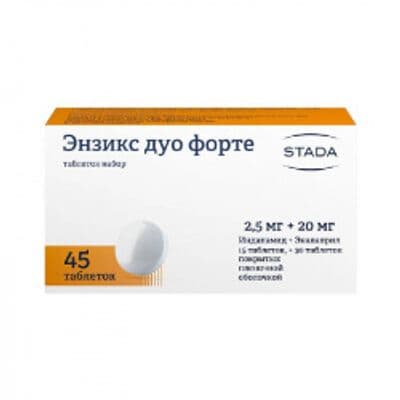 Энзикс дуо форте
таблеток набор
STADA
2,5 мг + 20 мг
Индапамид + Эналаприл
15 таблеток, + 30 таблеток
покрытых
пленочной
оболочкой
45
таблеток